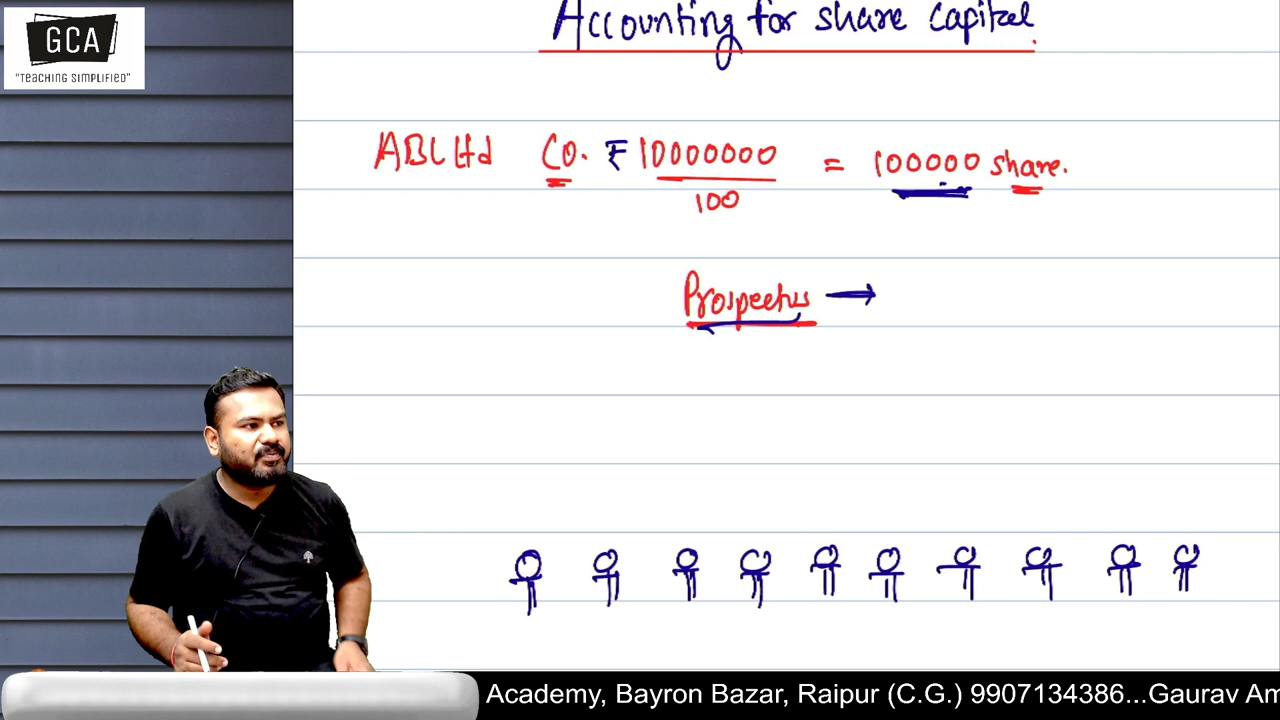 GCA
"TEACHING SIMPLIFIED"
Accounting for share Capital
ABC Ltd Co. ₹ 10000000 = 100000 share.
100
Prospectus →
Academy, Bayron Bazar, Raipur (C.G.) 9907134386...Gaurav Am